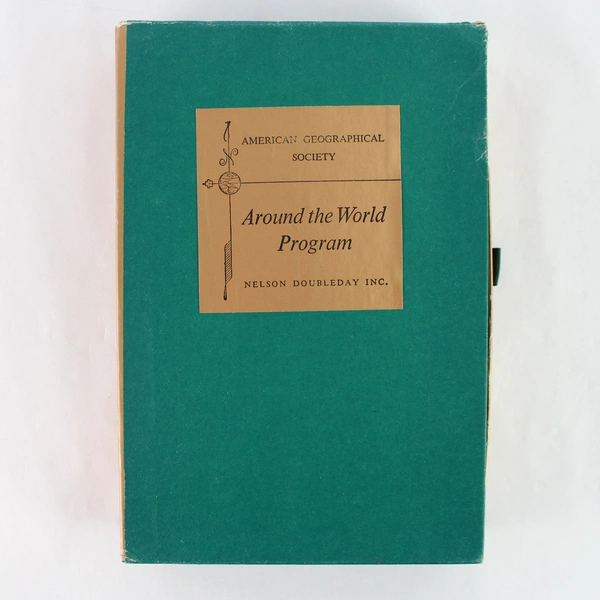 AMERICAN GEOGRAPHICAL
SOCIETY
Around the World
Program
NELSON DOUBLEDAY INC.